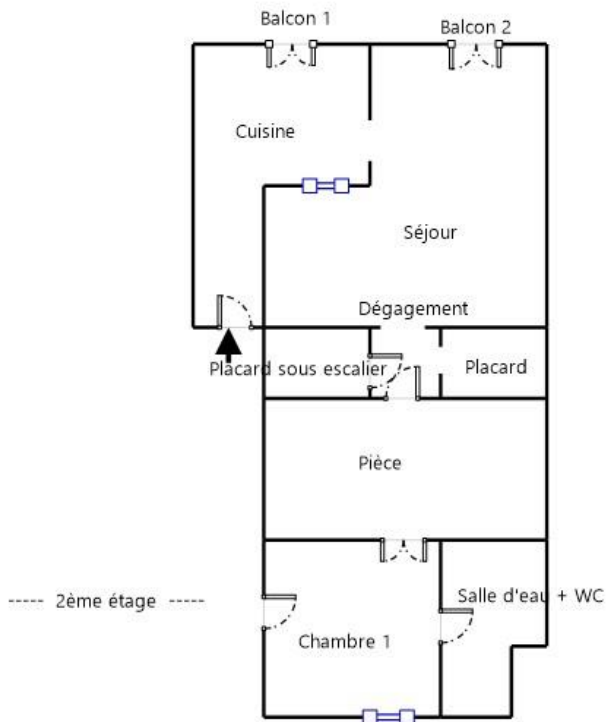 Balcon 1
Balcon 2
Cuisine
Séjour
Dégagement
Placard sous escalier
Placard
Pièce
----- 2ème étage -----
Salle d'eau + WC
Chambre 1